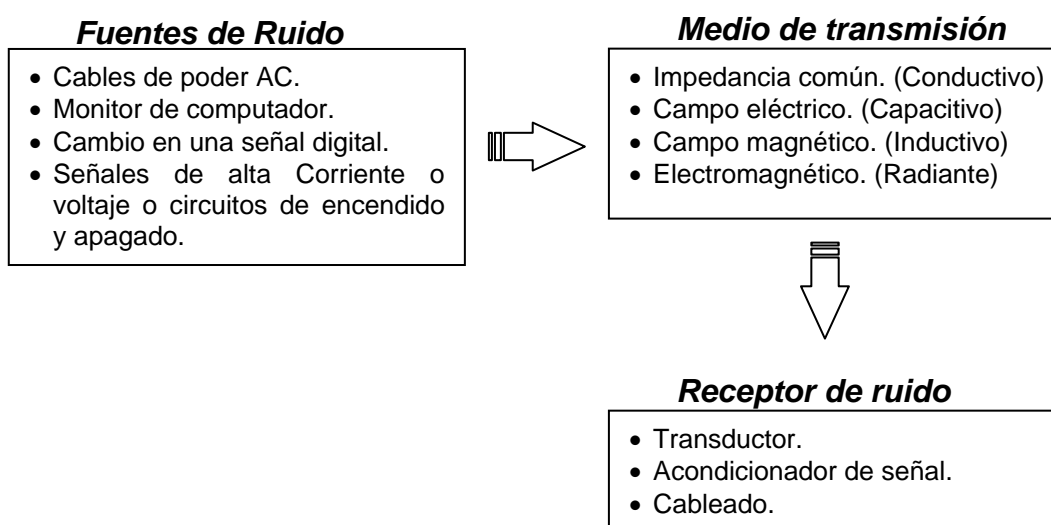 Fuentes de Ruido
• Cables de poder AC.
• Monitor de computador.
• Cambio en una señal digital.
• Señales de alta Corriente o
voltaje o circuitos de encendido
y apagado.
Medio de transmisión
• Impedancia común. (Conductivo)
• Campo eléctrico. (Capacitivo)
• Campo magnético. (Inductivo)
• Electromagnético. (Radiante)
Receptor de ruido
• Transductor.
• Acondicionador de señal.
• Cableado.